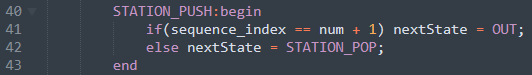 40 STATION_PUSH:begin
41 if(sequence_index == num + 1) nextState = OUT;
42 else nextState = STATION_POP;
43 end